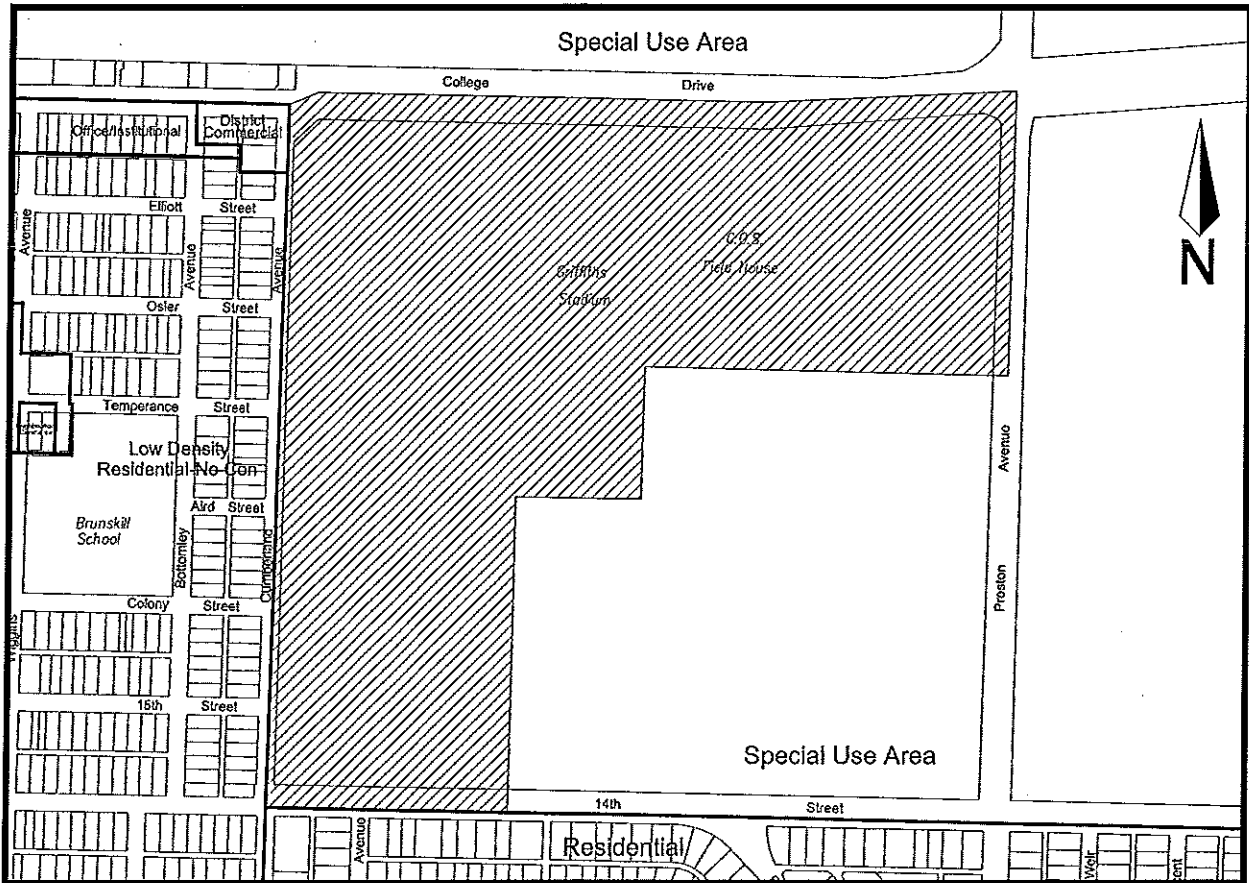 Special Use Area
College Drive
District
Commercial
Office/Institutional
Elliott Street
Avenue
Avenue
Avenue
C.O.S.
Field House
Griffiths
Stadium
N
Osler Street
Temperance Street
Low Density
Residential-No Con
Avenue
Aird Street
Brunskill
School
Bottomley
Cumberland
Preston
Colony Street
Wiggins
15th Street
Special Use Area
14th Street
Avenue
Residential
Weir
cent